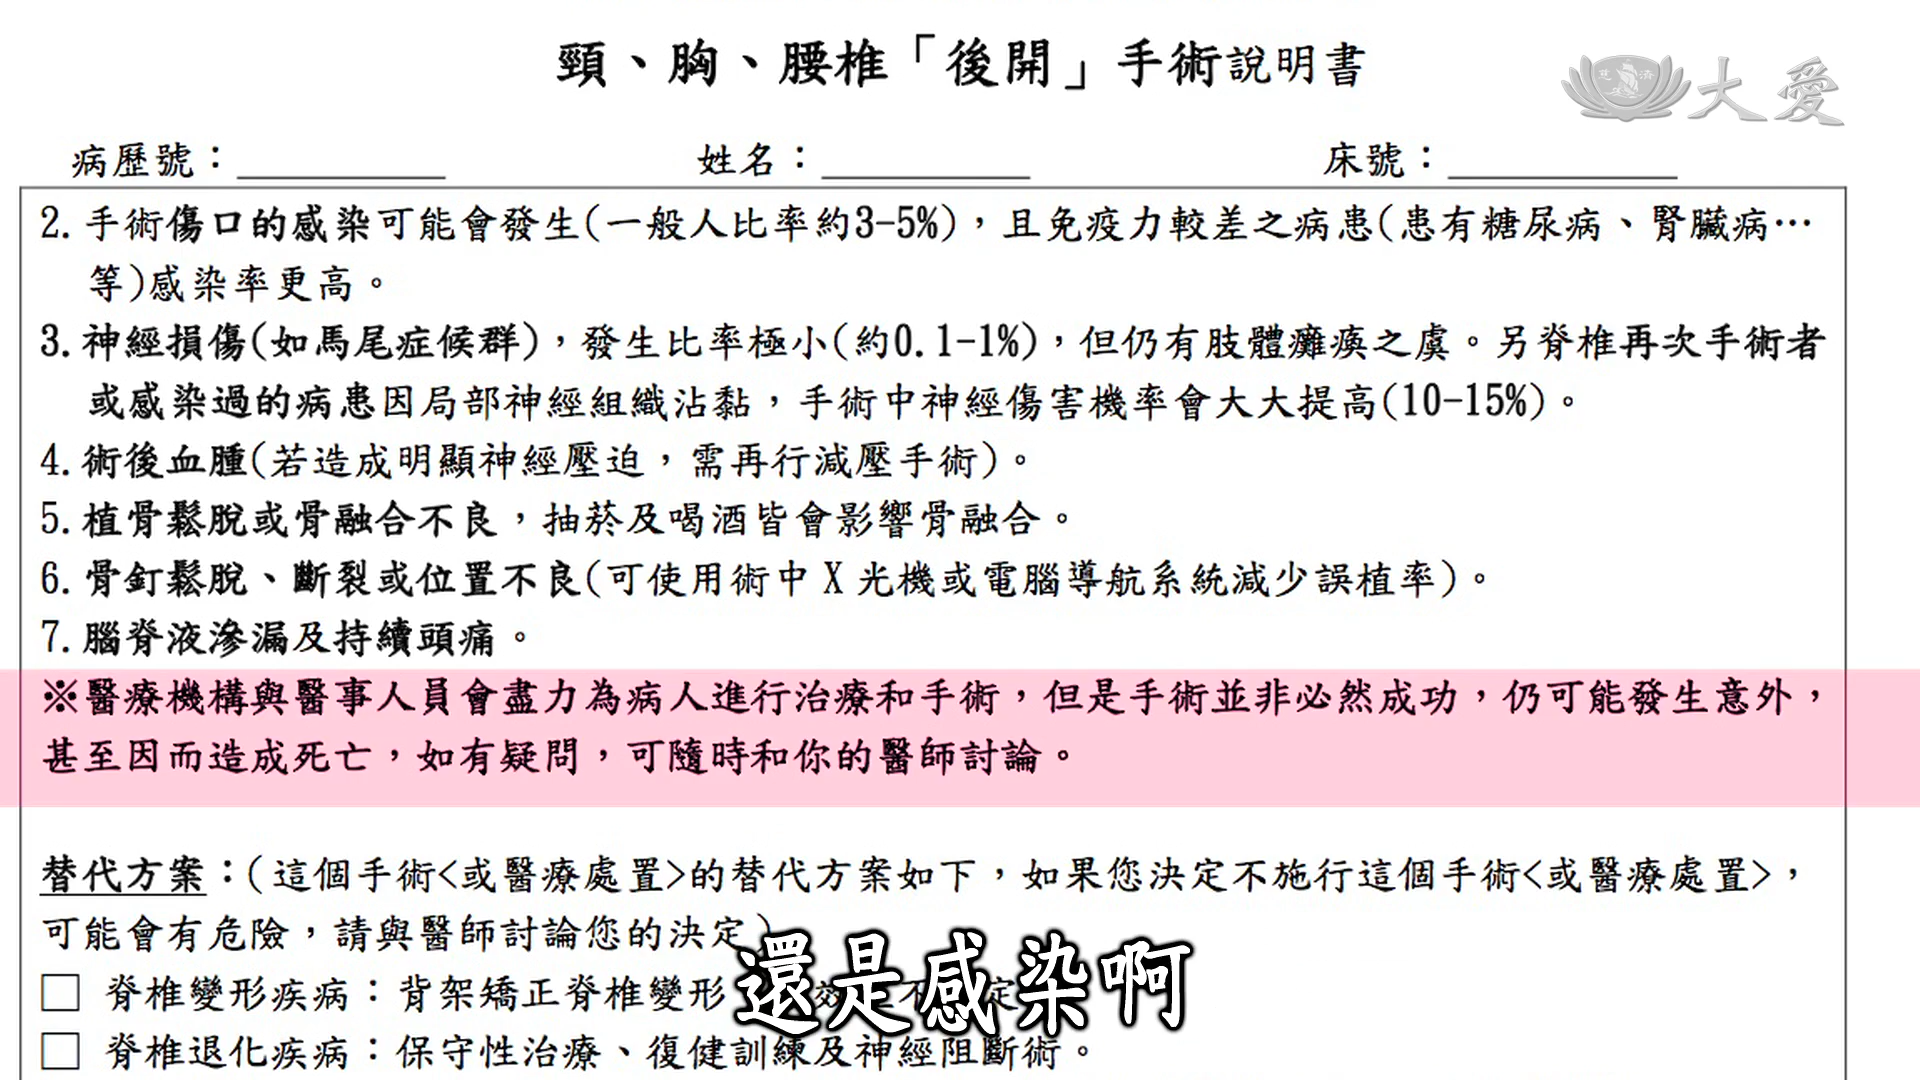 頸、胸、腰椎「後開」手術說明書
慈濟 大愛
病歷號：
姓名：
床號：
2.手術傷口的感染可能會發生(一般人比率約3-5%)，且免疫力較差之病患(患有糖尿病、腎臟病…
等)感染率更高。
3.神經損傷(如馬尾症候群)，發生比率極小(約0.1-1%)，但仍有肢體癱瘓之虞。另脊椎再次手術者
或感染過的病患因局部神經組織沾黏，手術中神經傷害機率會大大提高(10-15%)。
4.術後血腫(若造成明顯神經壓迫，需再行減壓手術)。
5.植骨鬆脫或骨融合不良，抽菸及喝酒皆會影響骨融合。
6.骨釘鬆脫、斷裂或位置不良(可使用術中 X 光機或電腦導航系統減少誤植率)。
7.腦脊液滲漏及持續頭痛。
※醫療機構與醫事人員會盡力為病人進行治療和手術，但是手術並非必然成功，仍可能發生意外，
甚至因而造成死亡，如有疑問，可隨時和你的醫師討論。
替代方案：(這個手術<或醫療處置>的替代方案如下，如果您決定不施行這個手術<或醫療處置>，
可能會有危險，請與醫師討論您的決定)
□ 脊椎變形疾病：背架矯正脊椎變形
□ 脊椎退化疾病：保守性治療、復健訓練及神經阻斷術。
還是感染啊